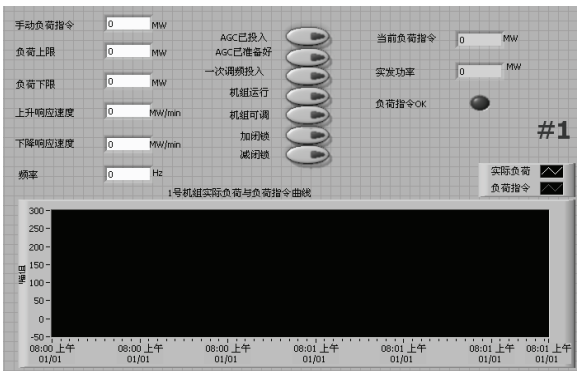 手动负荷指令 0 MW
负荷上限 0 MW
负荷下限 0 MW
上升响应速度 0 MW/min
下降响应速度 0 MW/min
频率 0 Hz
AGC已投入
AGC已准备好
一次调频投入
机组运行
机组可调
加闭锁
减闭锁
当前负荷指令 0 MW
实发功率 0 MW
负荷指令OK
#1
实际负荷
负荷指令
1号机组实际负荷与负荷指令曲线
幅值
300
250
200
150
100
50
0
-50
08:00 上午 08:00 上午 08:00 上午 08:01 上午 08:01 上午 08:01 上午 08:01 上午
01/01 01/01 01/01 01/01 01/01 01/01 01/01